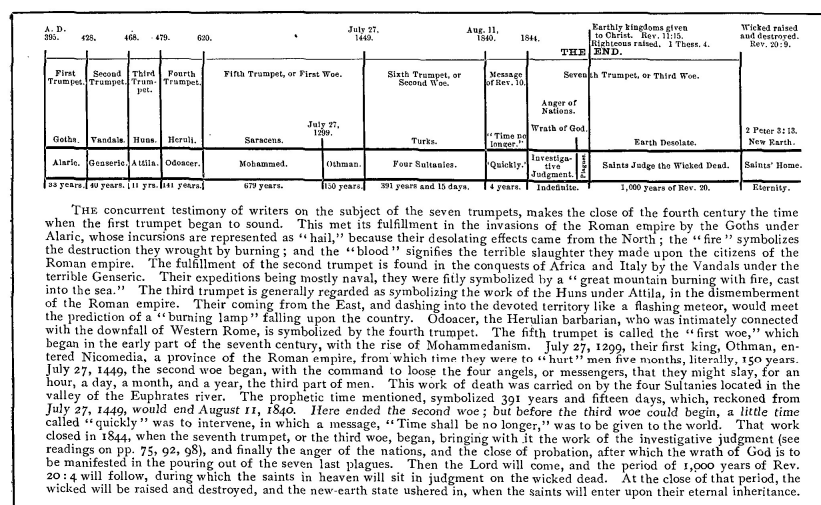 A. D.
395. 428. 468. 479. 620. July 27, 1449. Aug. 11, 1840. 1844. Earthly kingdoms given to Christ. Rev. 11:15. Righteous raised. 1 Thess. 4. Wicked raised and destroyed. Rev. 20:9.
THE END.
First Trumpet. Second Trumpet. Third Trumpet. Fourth Trumpet. Fifth Trumpet, or First Woe. Sixth Trumpet, or Second Woe. Message of Rev. 10. Seventh Trumpet, or Third Woe.
Anger of Nations.
July 27, 1299. Wrath of God. 2 Peter 3:13.
Goths. Vandals. Huns. Heruli. Saracens. Turks. "Time no longer." Earth Desolate. New Earth.
Alaric. Genseric. Attila. Odoacer. Mohammed. Othman. Four Sultanies. 'Quickly.' Investigative Judgment. Plagues. Saints Judge the Wicked Dead. Saints' Home.
33 years. 40 years. 11 yrs. 141 years. 679 years. 150 years. 391 years and 15 days. 4 years. Indefinite. 1,000 years of Rev. 20. Eternity.
THE concurrent testimony of writers on the subject of the seven trumpets, makes the close of the fourth century the time
when the first trumpet began to sound. This met its fulfillment in the invasions of the Roman empire by the Goths under
Alaric, whose incursions are represented as "hail," because their desolating effects came from the North; the "fire" symbolizes
the destruction they wrought by burning; and the "blood" signifies the terrible slaughter they made upon the citizens of the
Roman empire. The fulfillment of the second trumpet is found in the conquests of Africa and Italy by the Vandals under the
terrible Genseric. Their expeditions being mostly naval, they were fitly symbolized by a "great mountain burning with fire, cast
into the sea." The third trumpet is generally regarded as symbolizing the work of the Huns under Attila, in the dismemberment
of the Roman empire. Their coming from the East, and dashing into the devoted territory like a flashing meteor, would meet
the prediction of a "burning lamp" falling upon the country. Odoacer, the Herulian barbarian, who was intimately connected
with the downfall of Western Rome, is symbolized by the fourth trumpet. The fifth trumpet is called the "first woe," which
began in the early part of the seventh century, with the rise of Mohammedanism. July 27, 1299, their first king, Othman, en-
tered Nicomedia, a province of the Roman empire, from which time they were to "hurt" men five months, literally, 150 years.
July 27, 1449, the second woe began, with the command to loose the four angels, or messengers, that they might slay, for an
hour, a day, a month, and a year, the third part of men. This work of death was carried on by the four Sultanies located in the
valley of the Euphrates river. The prophetic time mentioned, symbolized 391 years and fifteen days, which, reckoned from
July 27, 1449, would end August 11, 1840. Here ended the second woe; but before the third woe could begin, a little time
called "quickly" was to intervene, in which a message, "Time shall be no longer," was to be given to the world. That work
closed in 1844, when the seventh trumpet, or the third woe, began, bringing with it the work of the investigative judgment (see
readings on pp. 75, 92, 98), and finally the anger of the nations, and the close of probation, after which the wrath of God is to
be manifested in the pouring out of the seven last plagues. Then the Lord will come, and the period of 1,000 years of Rev.
20:4 will follow, during which the saints in heaven will sit in judgment on the wicked dead. At the close of that period, the
wicked will be raised and destroyed, and the new-earth state ushered in, when the saints will enter upon their eternal inheritance.